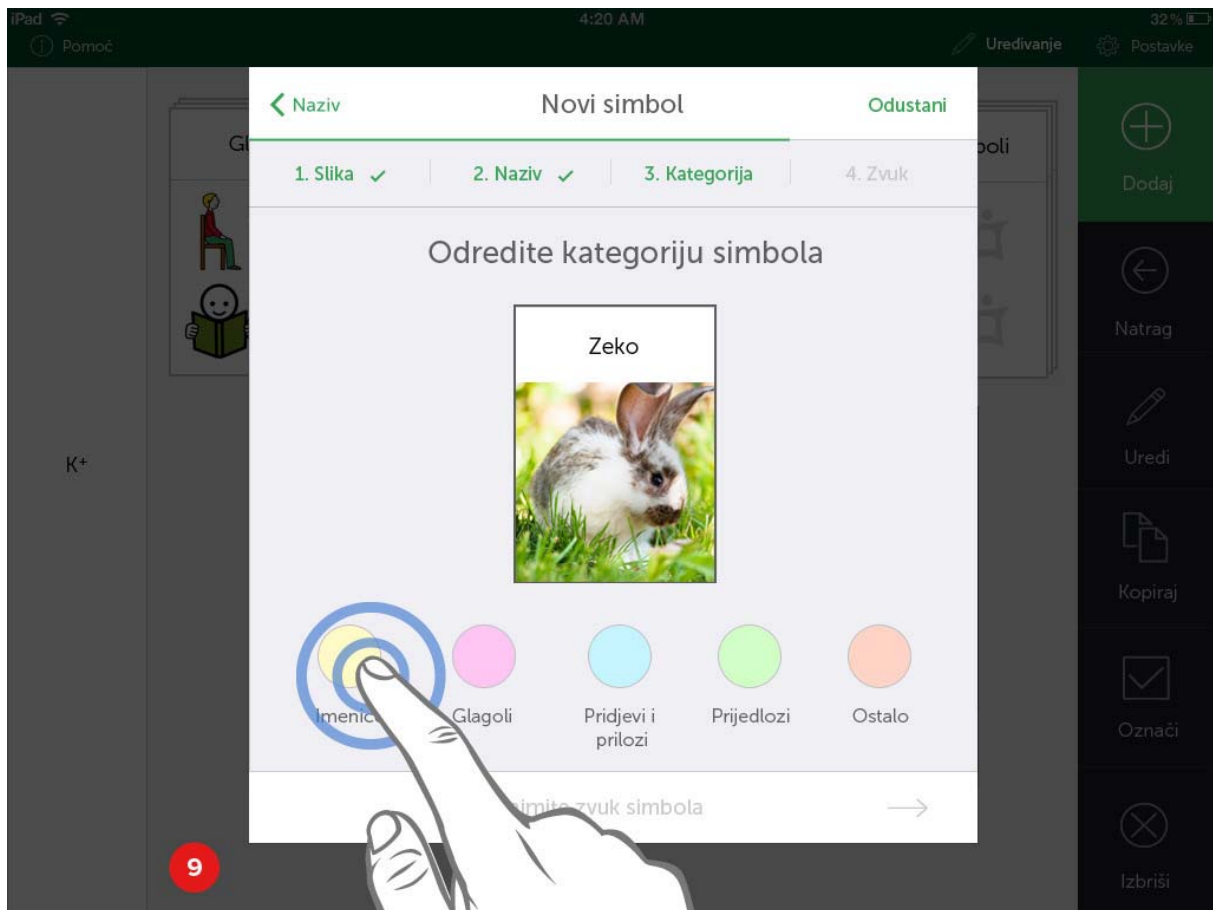 iPad 4:20 AM 32%
Pomoć Uređivanje Postavke
Naziv Novi simbol Odustani
1. Slika 2. Naziv 3. Kategorija 4. Zvuk
Odredite kategoriju simbola
Zeko
Glagoli Pridjevi i prilozi Prijedlozi Ostalo
zvuk simbola
K+
Dodaj
Natrag
Uredi
Kopiraj
Označi
Izbriši
9